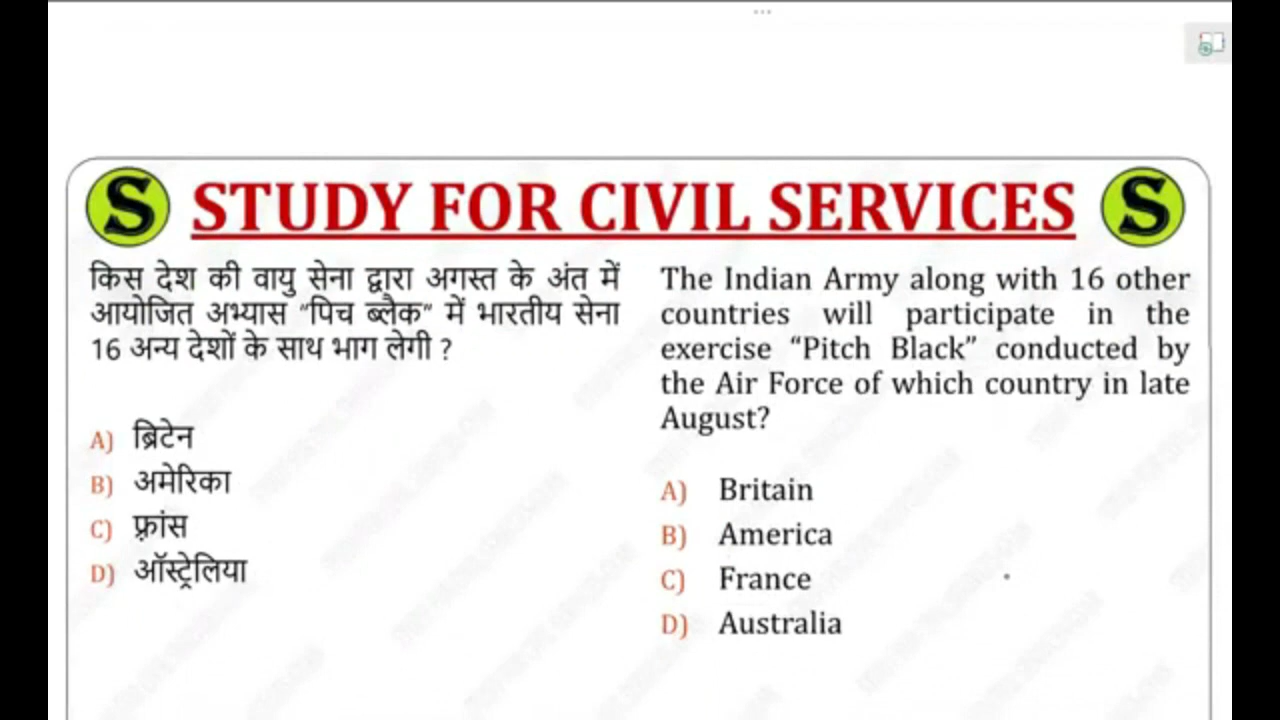 S STUDY FOR CIVIL SERVICES S
किस देश की वायु सेना द्वारा अगस्त के अंत में
आयोजित अभ्यास “पिच ब्लैक” में भारतीय सेना
16 अन्य देशों के साथ भाग लेगी ?
A) ब्रिटेन
B) अमेरिका
C) फ़्रांस
D) ऑस्ट्रेलिया
The Indian Army along with 16 other
countries will participate in the
exercise “Pitch Black” conducted by
the Air Force of which country in late
August?
A) Britain
B) America
C) France
D) Australia